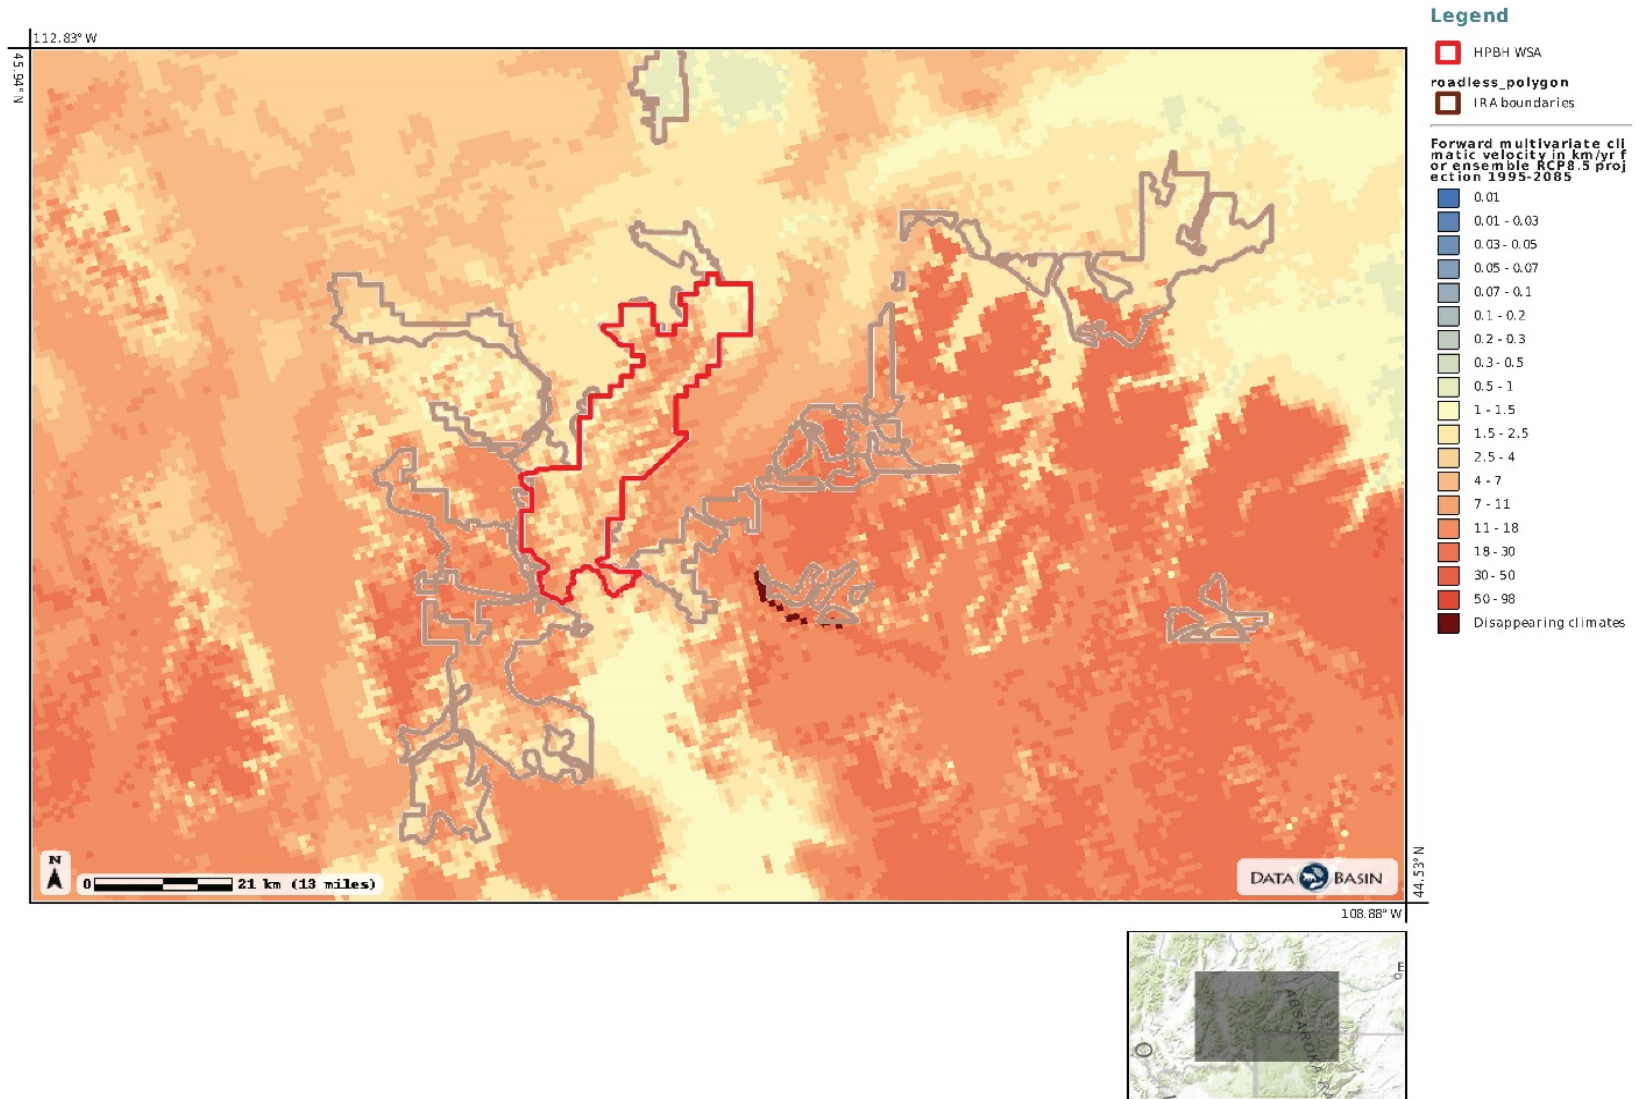 Legend
112.83° W
45.94° N
HPBH WSA
roadless_polygon
IRA boundaries
Forward multivariate cli
matic velocity in km/yr f
or ensemble RCP8.5 proj
ection 1995-2085
0.01
0.01 - 0.03
0.03 - 0.05
0.05 - 0.07
0.07 - 0.1
0.1 - 0.2
0.2 - 0.3
0.3 - 0.5
0.5 - 1
1 - 1.5
1.5 - 2.5
2.5 - 4
4 - 7
7 - 11
11 - 18
18 - 30
30 - 50
50 - 98
Disappearing climates
N
0 21 km (13 miles)
DATA BASIN
44.53° N
108.88° W